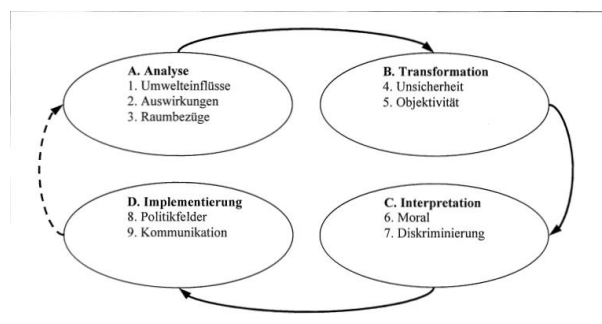 A. Analyse
1. Umwelteinflüsse
2. Auswirkungen
3. Raumbezüge
B. Transformation
4. Unsicherheit
5. Objektivität
D. Implementierung
8. Politikfelder
9. Kommunikation
C. Interpretation
6. Moral
7. Diskriminierung